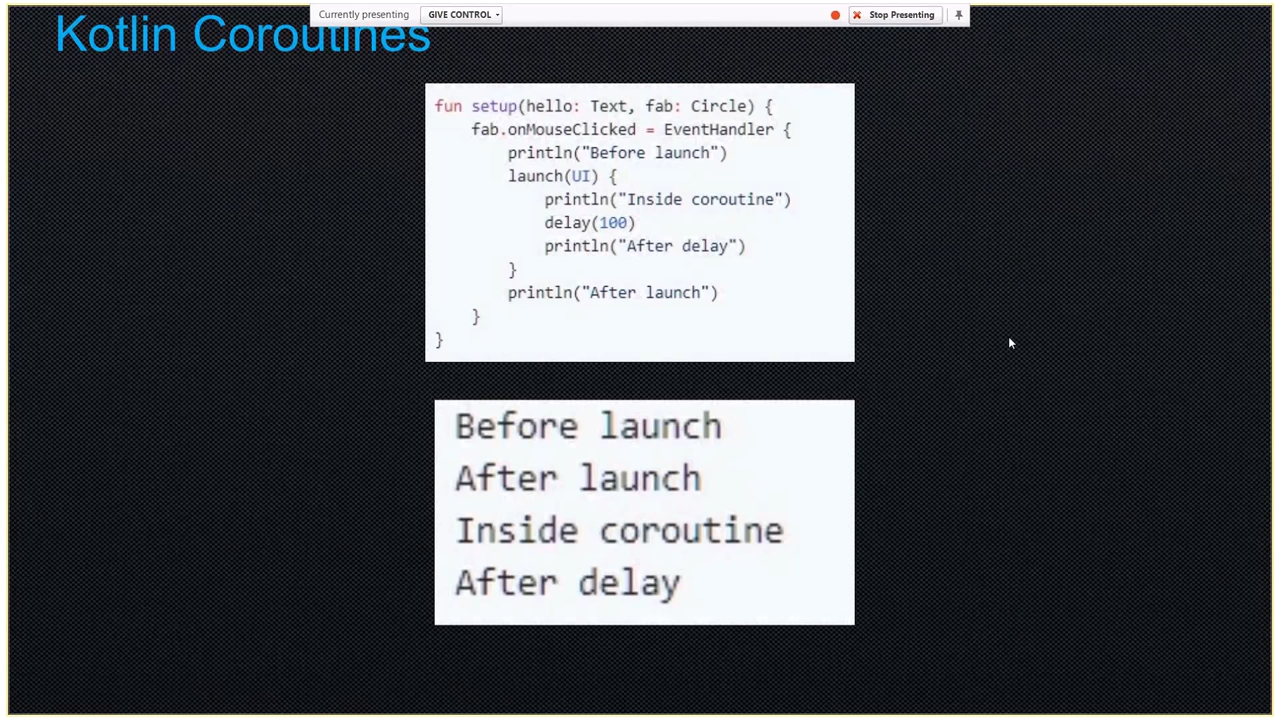 Currently presenting GIVE CONTROL Stop Presenting
Kotlin Coroutines
fun setup(hello: Text, fab: Circle) {
    fab.onMouseClicked = EventHandler {
        println("Before launch")
        launch(UI) {
            println("Inside coroutine")
            delay(100)
            println("After delay")
        }
        println("After launch")
    }
}
Before launch
After launch
Inside coroutine
After delay